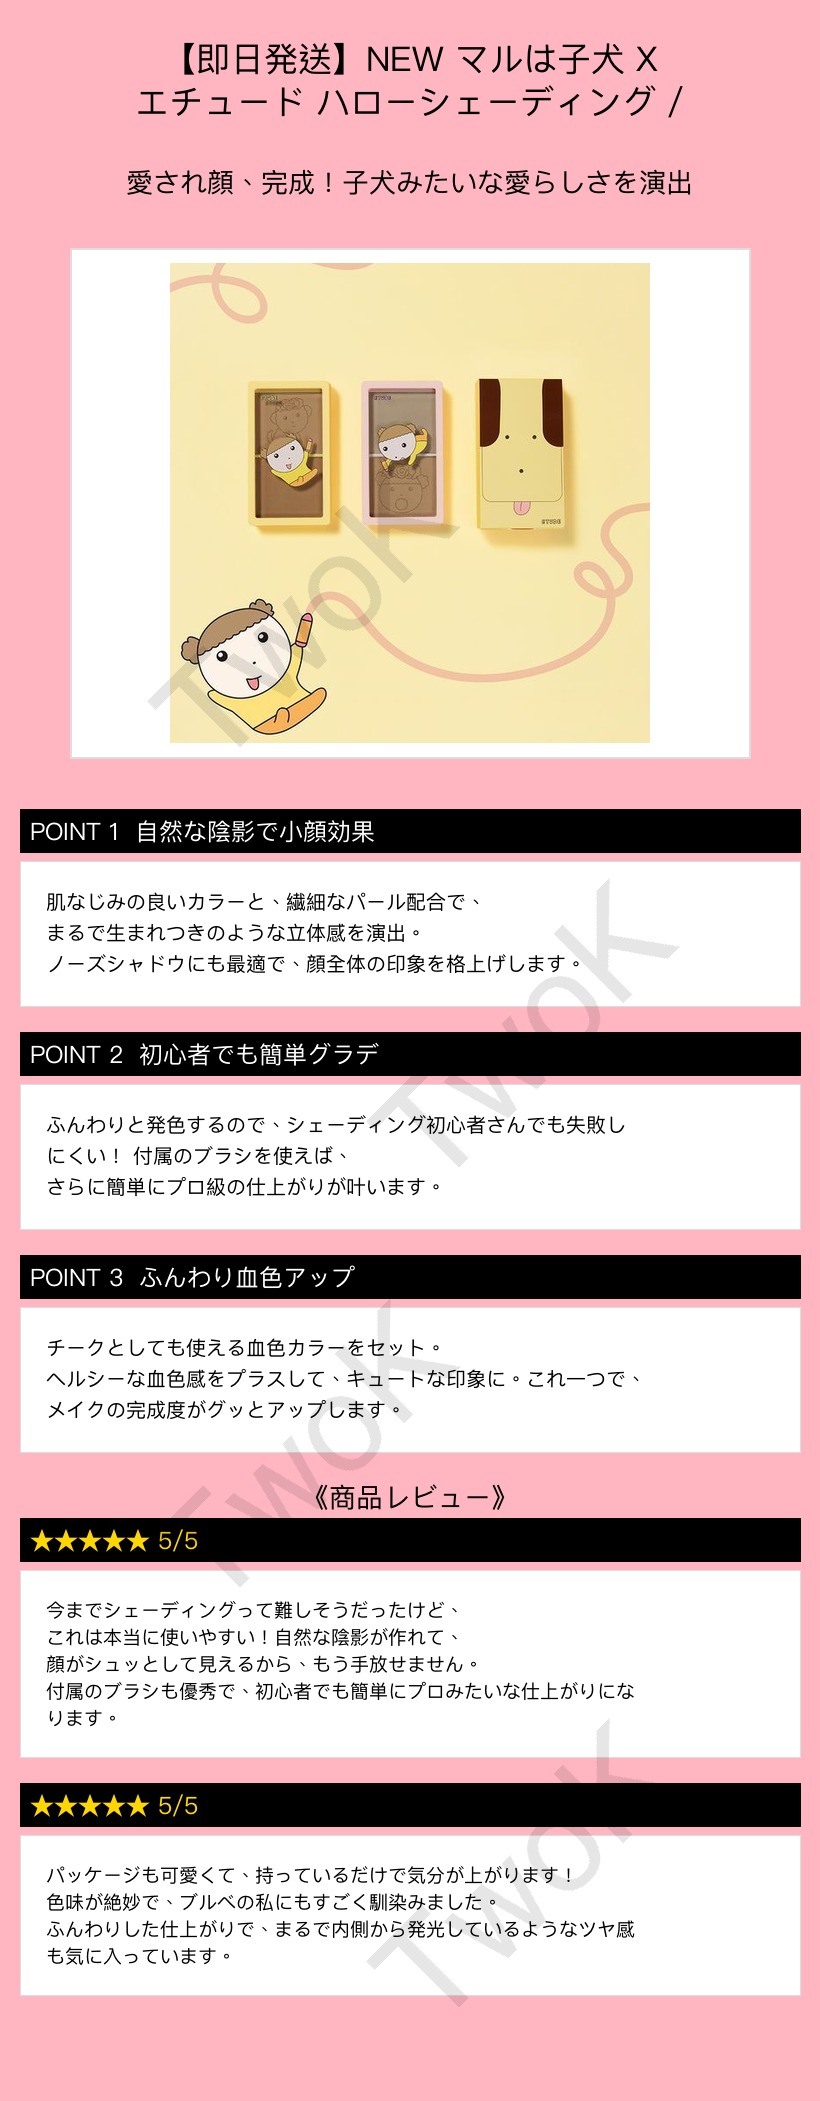 【即日発送】NEW マルは子犬 X
エチュード ハローシェーディング /
愛され顔、完成！子犬みたいな愛らしさを演出
ETUDE
ETUDE
ETUDE
TwoK
POINT 1 自然な陰影で小顔効果
肌なじみの良いカラーと、繊細なパール配合で、
まるで生まれつきのような立体感を演出。
ノーズシャドウにも最適で、顔全体の印象を格上げします。
TwoK
POINT 2 初心者でも簡単グラデ
ふんわりと発色するので、シェーディング初心者さんでも失敗し
にくい！ 付属のブラシを使えば、
さらに簡単にプロ級の仕上がりが叶います。
POINT 3 ふんわり血色アップ
チークとしても使える血色カラーをセット。
ヘルシーな血色感をプラスして、キュートな印象に。これ一つで、
メイクの完成度がグッとアップします。
TwoK
《商品レビュー》
★★★★★ 5/5
今までシェーディングって難しそうだったけど、
これは本当に使いやすい！自然な陰影が作れて、
顔がシュッとして見えるから、もう手放せません。
付属のブラシも優秀で、初心者でも簡単にプロみたいな仕上がりにな
ります。
★★★★★ 5/5
パッケージも可愛くて、持っているだけで気分が上がります！
色味が絶妙で、ブルベの私にもすごく馴染みました。
ふんわりした仕上がりで、まるで内側から発光しているようなツヤ感
も気に入っています。
TwoK